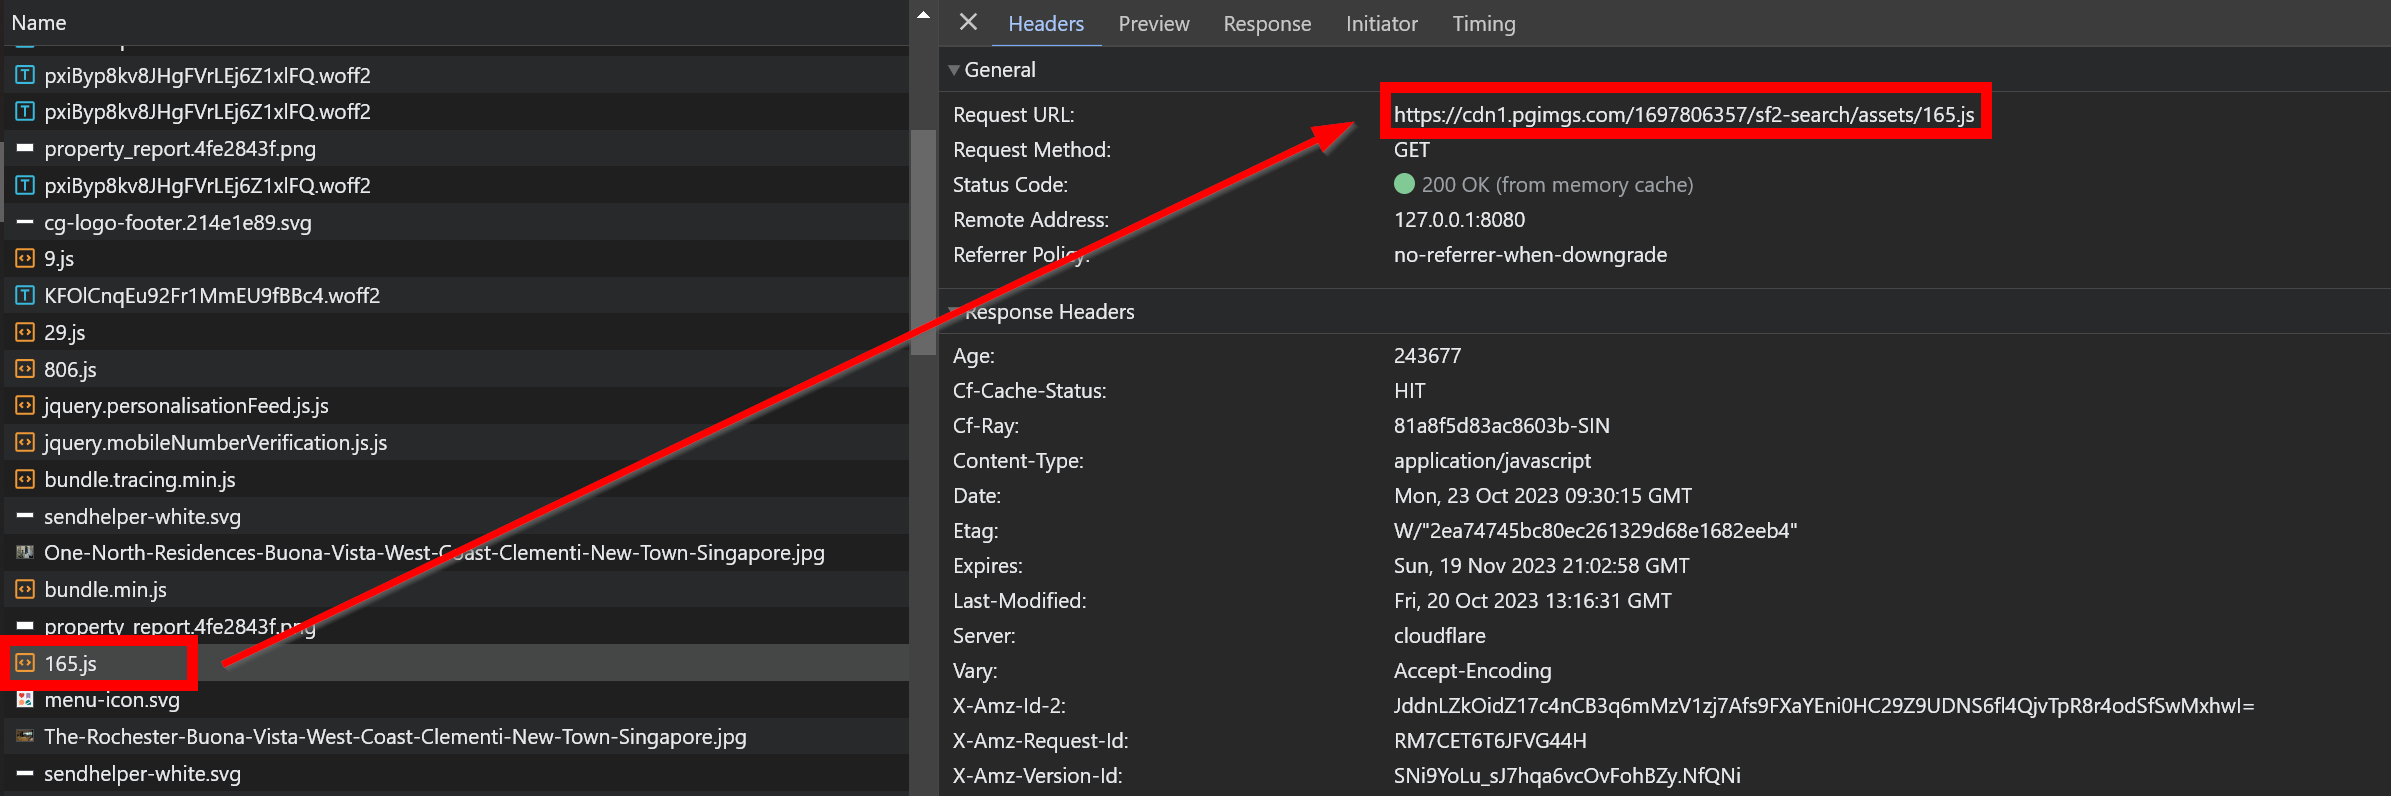 Name
pxiByp8kv8JHgFVrLEj6Z1xlFQ.woff2
pxiByp8kv8JHgFVrLEj6Z1xlFQ.woff2
property_report.4fe2843f.png
pxiByp8kv8JHgFVrLEj6Z1xlFQ.woff2
cg-logo-footer.214e1e89.svg
9.js
KFOlCnqEu92Fr1MmEU9fBBc4.woff2
29.js
806.js
jquery.personalisationFeed.js.js
jquery.mobileNumberVerification.js.js
bundle.tracing.min.js
sendhelper-white.svg
One-North-Residences-Buona-Vista-West-Coast-Clementi-New-Town-Singapore.jpg
bundle.min.js
property_report.4fe2843f.png
165.js
menu-icon.svg
The-Rochester-Buona-Vista-West-Coast-Clementi-New-Town-Singapore.jpg
sendhelper-white.svg
Headers Preview Response Initiator Timing
General
Request URL: https://cdn1.pgimgs.com/1697806357/sf2-search/assets/165.js
Request Method: GET
Status Code: 200 OK (from memory cache)
Remote Address: 127.0.0.1:8080
Referrer Policy: no-referrer-when-downgrade
Response Headers
Age: 243677
Cf-Cache-Status: HIT
Cf-Ray: 81a8f5d83ac8603b-SIN
Content-Type: application/javascript
Date: Mon, 23 Oct 2023 09:30:15 GMT
Etag: W/"2ea74745bc80ec261329d68e1682eeb4"
Expires: Sun, 19 Nov 2023 21:02:58 GMT
Last-Modified: Fri, 20 Oct 2023 13:16:31 GMT
Server: cloudflare
Vary: Accept-Encoding
X-Amz-Id-2: JddnLZkOidZ17c4nCB3q6mMzV1zj7Afs9FXaYEni0HC29Z9UDNS6fl4QjvTpR8r4odSfSwMxhwI=
X-Amz-Request-Id: RM7CET6T6JFVG44H
X-Amz-Version-Id: SNi9YoLu_sJ7hqa6vcOvFohBZy.NfQNi